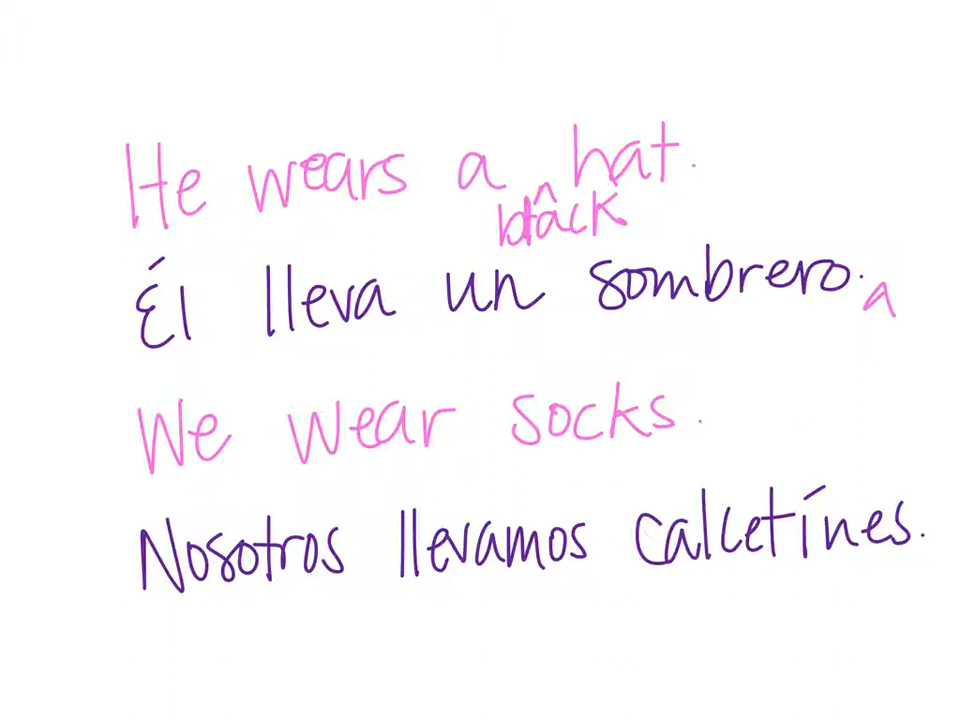 He wears a ^ hat.
black
Él lleva un sombrero. ^
We wear socks.
Nosotros llevamos calcetínes.